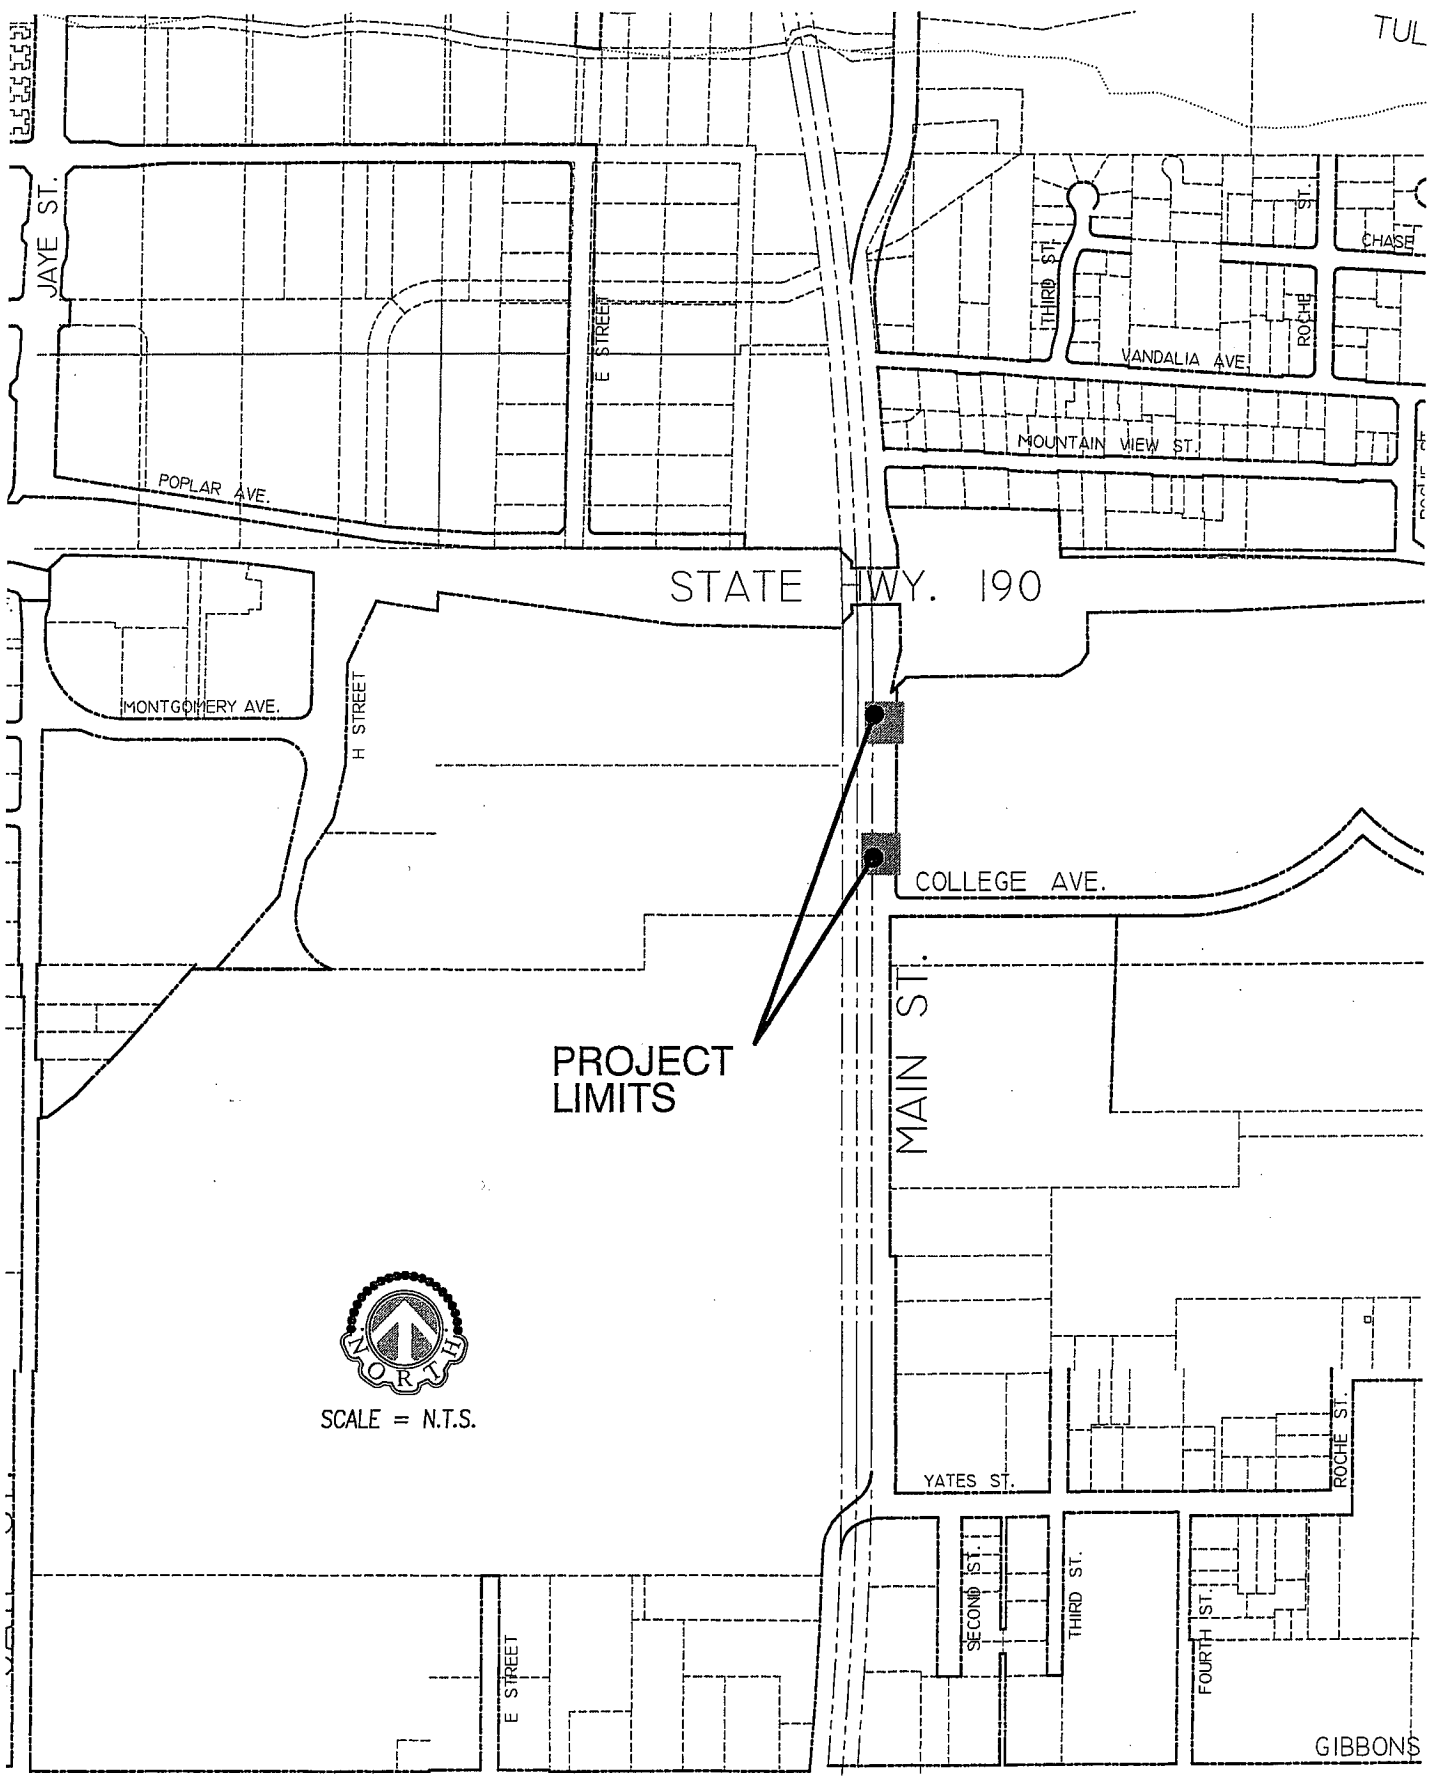 TUL
JAYE ST.
ST.
CHASE
THIRD ST.
ROCHE
E STREET
VANDALIA AVE.
MOUNTAIN VIEW ST.
POPLAR AVE.
STATE HWY. 190
MONTGOMERY AVE.
H STREET
COLLEGE AVE.
MAIN ST.
PROJECT
LIMITS
NORTH
SCALE = N.T.S.
ROCHE ST.
YATES ST.
SECOND ST.
THIRD ST.
FOURTH ST.
E STREET
GIBBONS